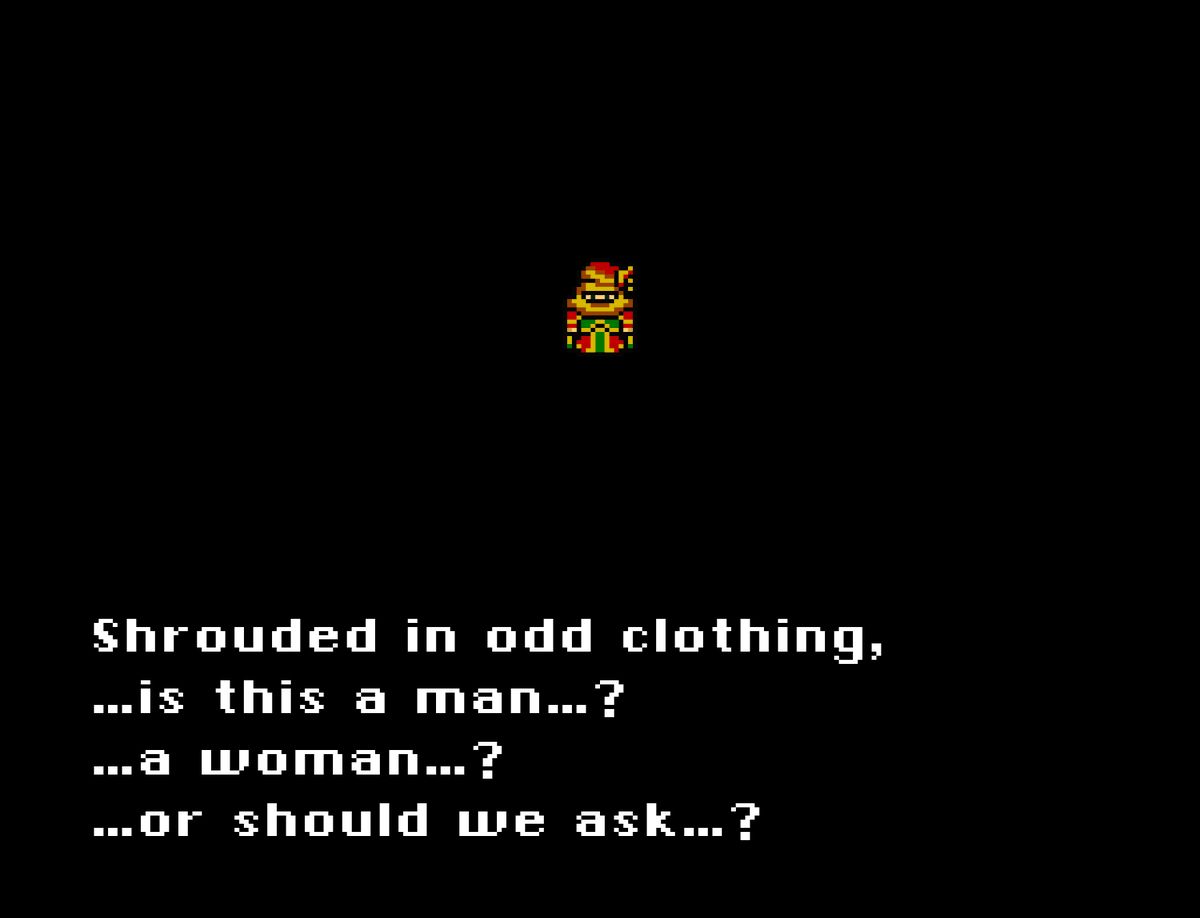 Shrouded in odd clothing,
…is this a man…?
…a woman…?
…or should we ask…?